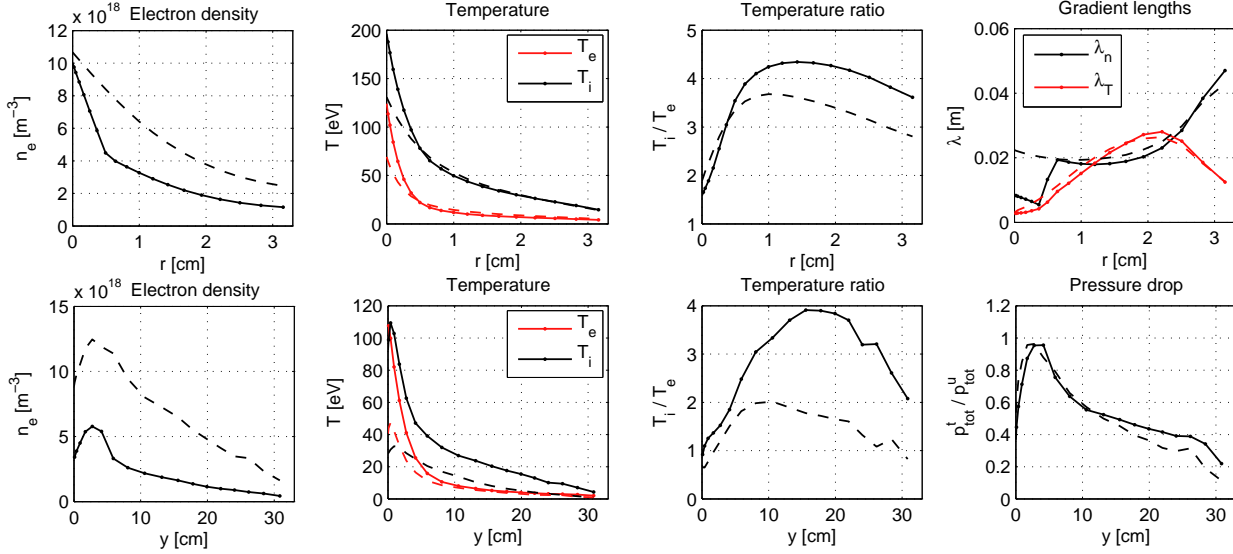 x 10^18 Electron density
n_e [m^−3]
12
10
8
6
4
2
0
0 1 2 3
r [cm]
Temperature
T [eV]
200
150
100
50
0
T_e
T_i
0 1 2 3
r [cm]
Temperature ratio
T_i / T_e
5
4
3
2
1
0 1 2 3
r [cm]
Gradient lengths
λ [m]
0.06
0.04
0.02
0
λ_n
λ_T
0 1 2 3
r [cm]
x 10^18 Electron density
n_e [m^−3]
15
10
5
0
0 10 20 30
y [cm]
Temperature
T [eV]
120
100
80
60
40
20
0
T_e
T_i
0 10 20 30
y [cm]
Temperature ratio
T_i / T_e
4
3
2
1
0
0 10 20 30
y [cm]
Pressure drop
p^t_tot / p^u_tot
1.2
1
0.8
0.6
0.4
0.2
0
0 10 20 30
y [cm]